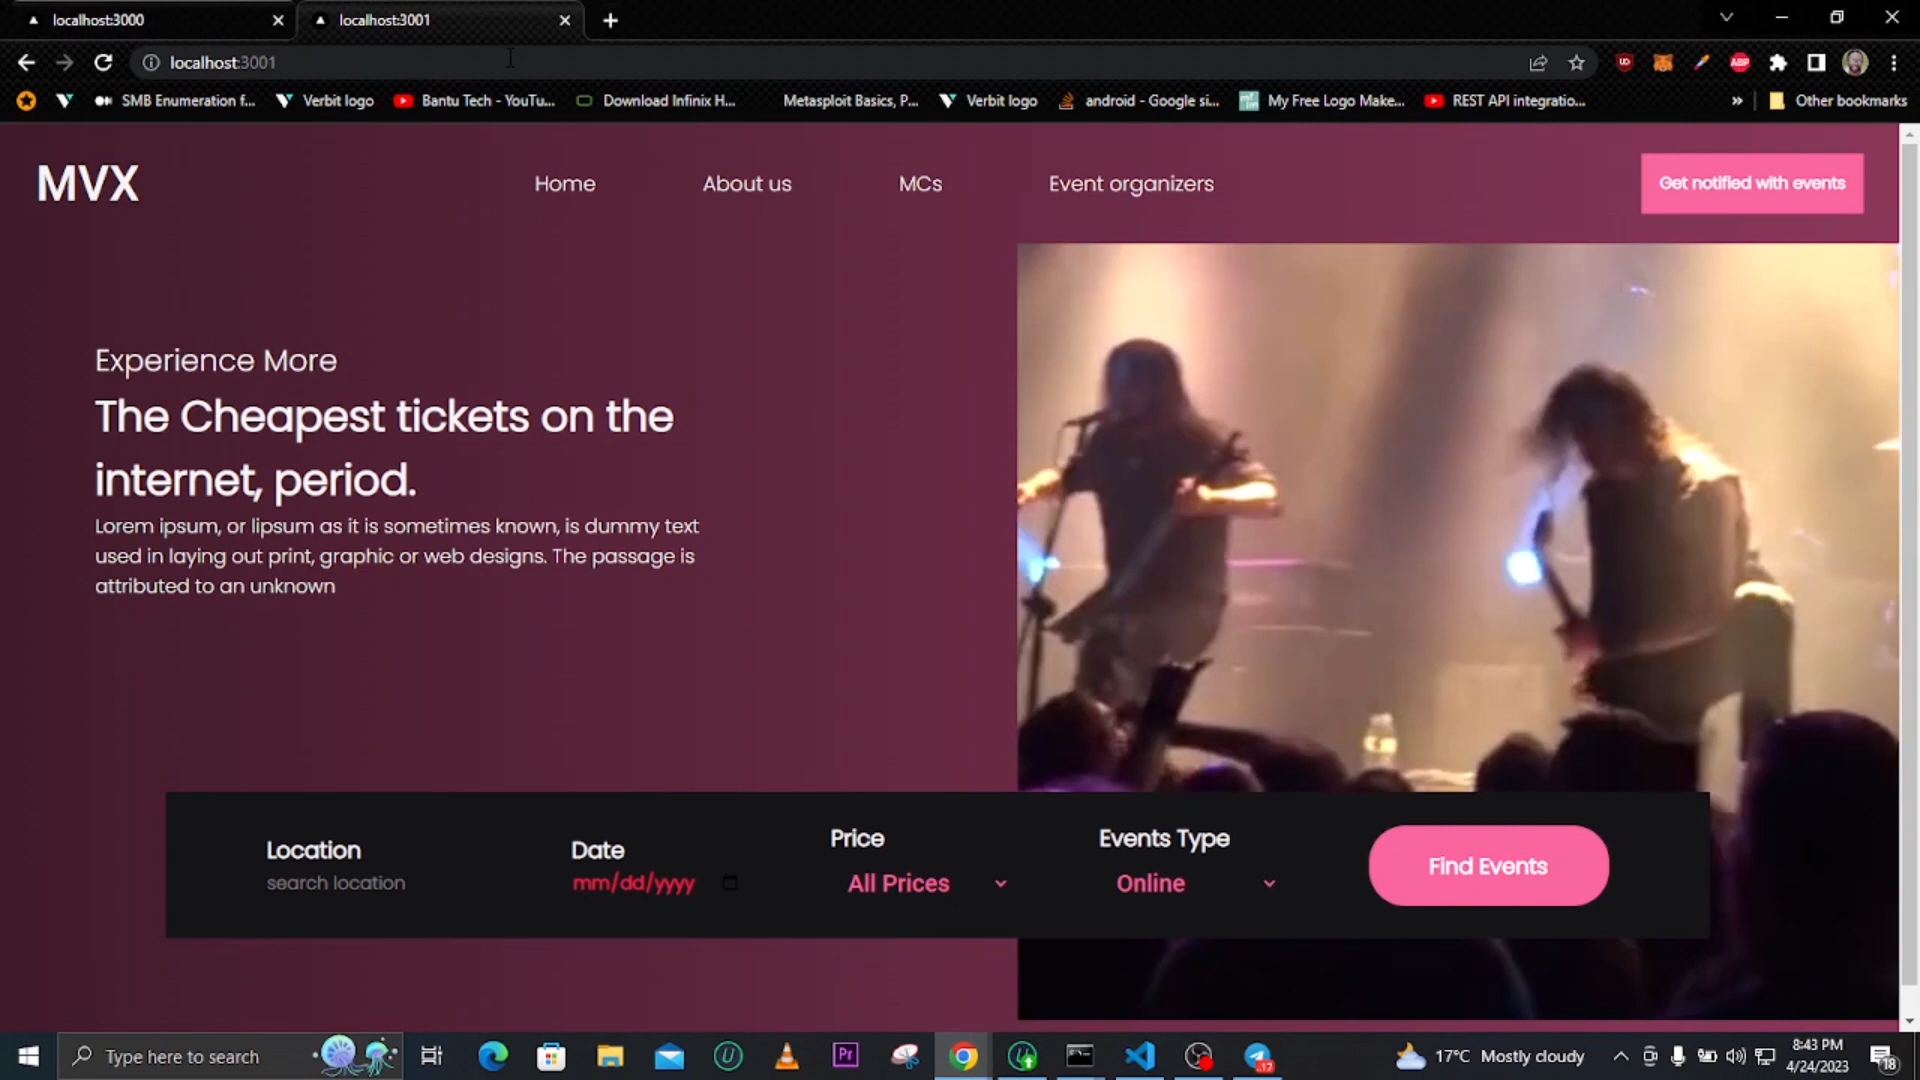 localhost:3000
localhost:3001
localhost:3001
SMB Enumeration f...
Verbit logo
Bantu Tech - YouTu...
Download Infinix H...
Metasploit Basics, P...
Verbit logo
android - Google si...
My Free Logo Make...
REST API integratio...
Other bookmarks
ABP
MVX
Home
About us
MCs
Event organizers
Get notified with events
Experience More
The Cheapest tickets on the
internet, period.
Lorem ipsum, or lipsum as it is sometimes known, is dummy text
used in laying out print, graphic or web designs. The passage is
attributed to an unknown
Location
search location
Date
mm/dd/yyyy
Price
All Prices
Events Type
Online
Find Events
Type here to search
Pr
17
17°C Mostly cloudy
8:43 PM
4/24/2023
18